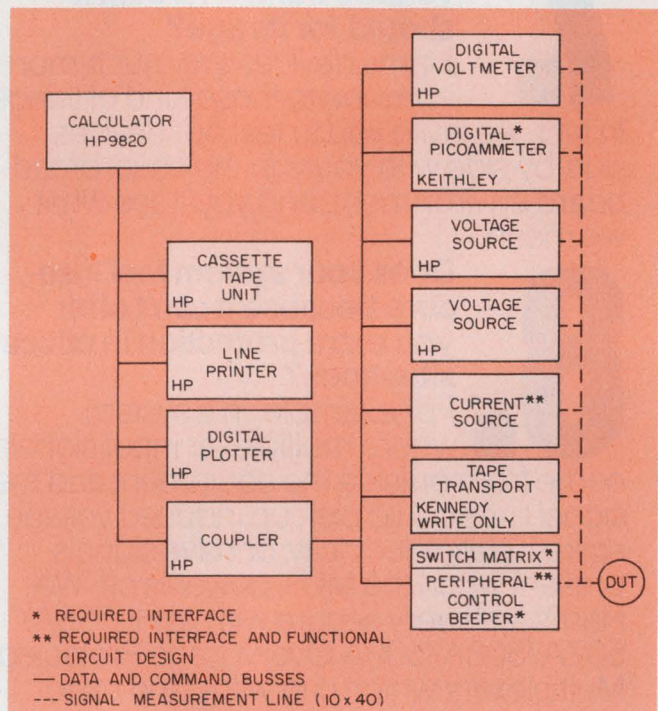 CALCULATOR
HP9820
CASSETTE
TAPE
UNIT
HP
LINE
PRINTER
HP
DIGITAL
PLOTTER
HP
COUPLER
HP
DIGITAL
VOLTMETER
HP
DIGITAL *
PICOAMMETER
KEITHLEY
VOLTAGE
SOURCE
HP
VOLTAGE
SOURCE
HP
CURRENT **
SOURCE
TAPE
TRANSPORT
KENNEDY
WRITE ONLY
SWITCH MATRIX *
PERIPHERAL **
CONTROL
BEEPER *
DUT
* REQUIRED INTERFACE
** REQUIRED INTERFACE AND FUNCTIONAL
CIRCUIT DESIGN
— DATA AND COMMAND BUSSES
--- SIGNAL MEASUREMENT LINE (10 x 40)